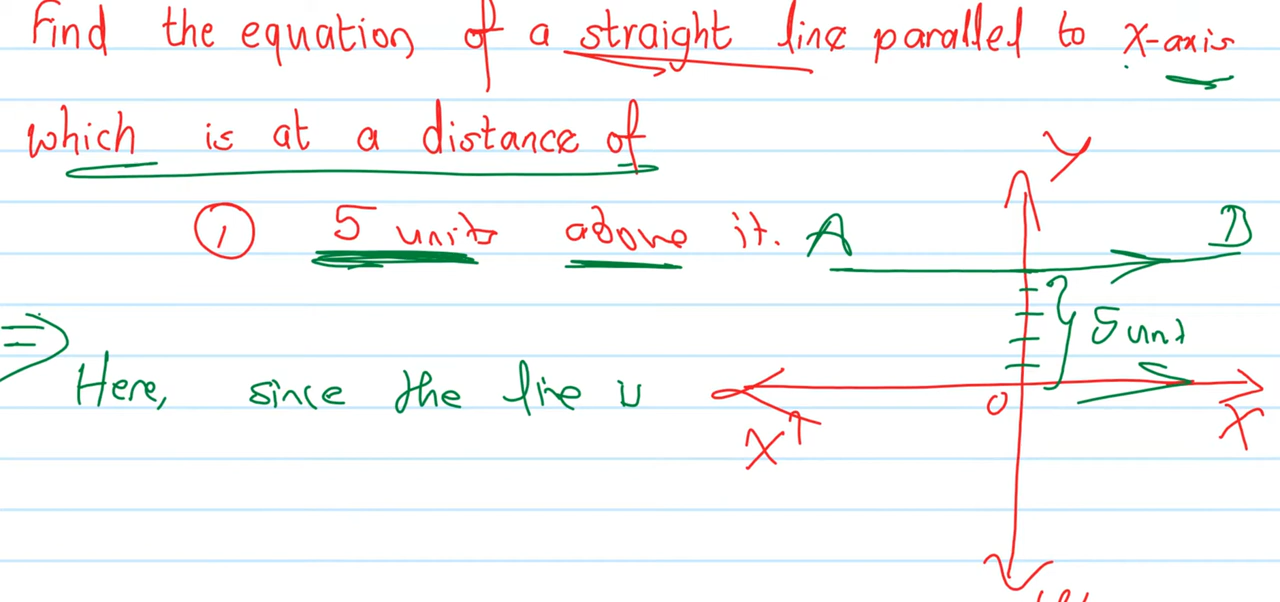 Find the equation of a straight line parallel to x-axis
which is at a distance of
① 5 units above it.
A
B
Y
5 unit
Here, since the line
O
X
X'